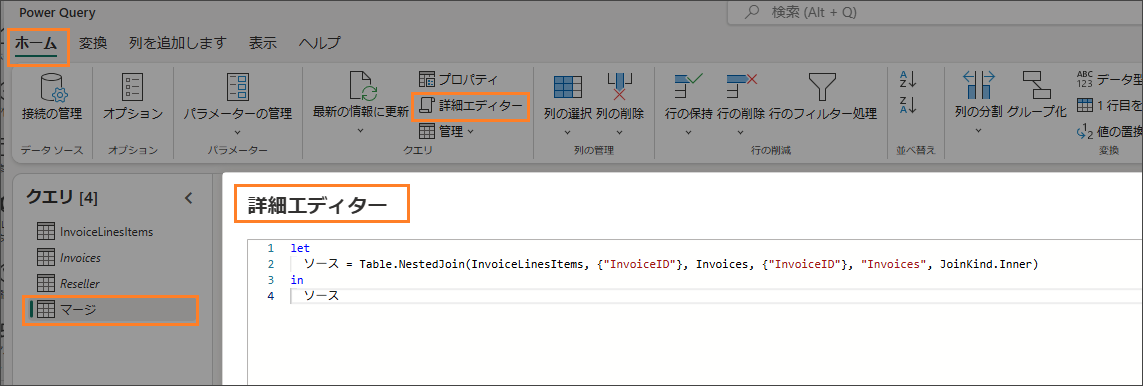 Power Query
検索 (Alt + Q)
ホーム 変換 列を追加します 表示 ヘルプ
接続の管理
データ ソース
オプション
オプション
パラメーターの管理
パラメーター
最新の情報に更新
プロパティ
詳細エディター
管理
クエリ
列の選択 列の削除
列の管理
行の保持 行の削除 行のフィルター処理
行の削減
並べ替え
列の分割 グループ化
データ型
1 行目を
値の置換
変換
クエリ [4]
InvoiceLinesItems
Invoices
Reseller
マージ
詳細エディター
1 let
2 ソース = Table.NestedJoin(InvoiceLinesItems, {"InvoiceID"}, Invoices, {"InvoiceID"}, "Invoices", JoinKind.Inner)
3 in
4 ソース